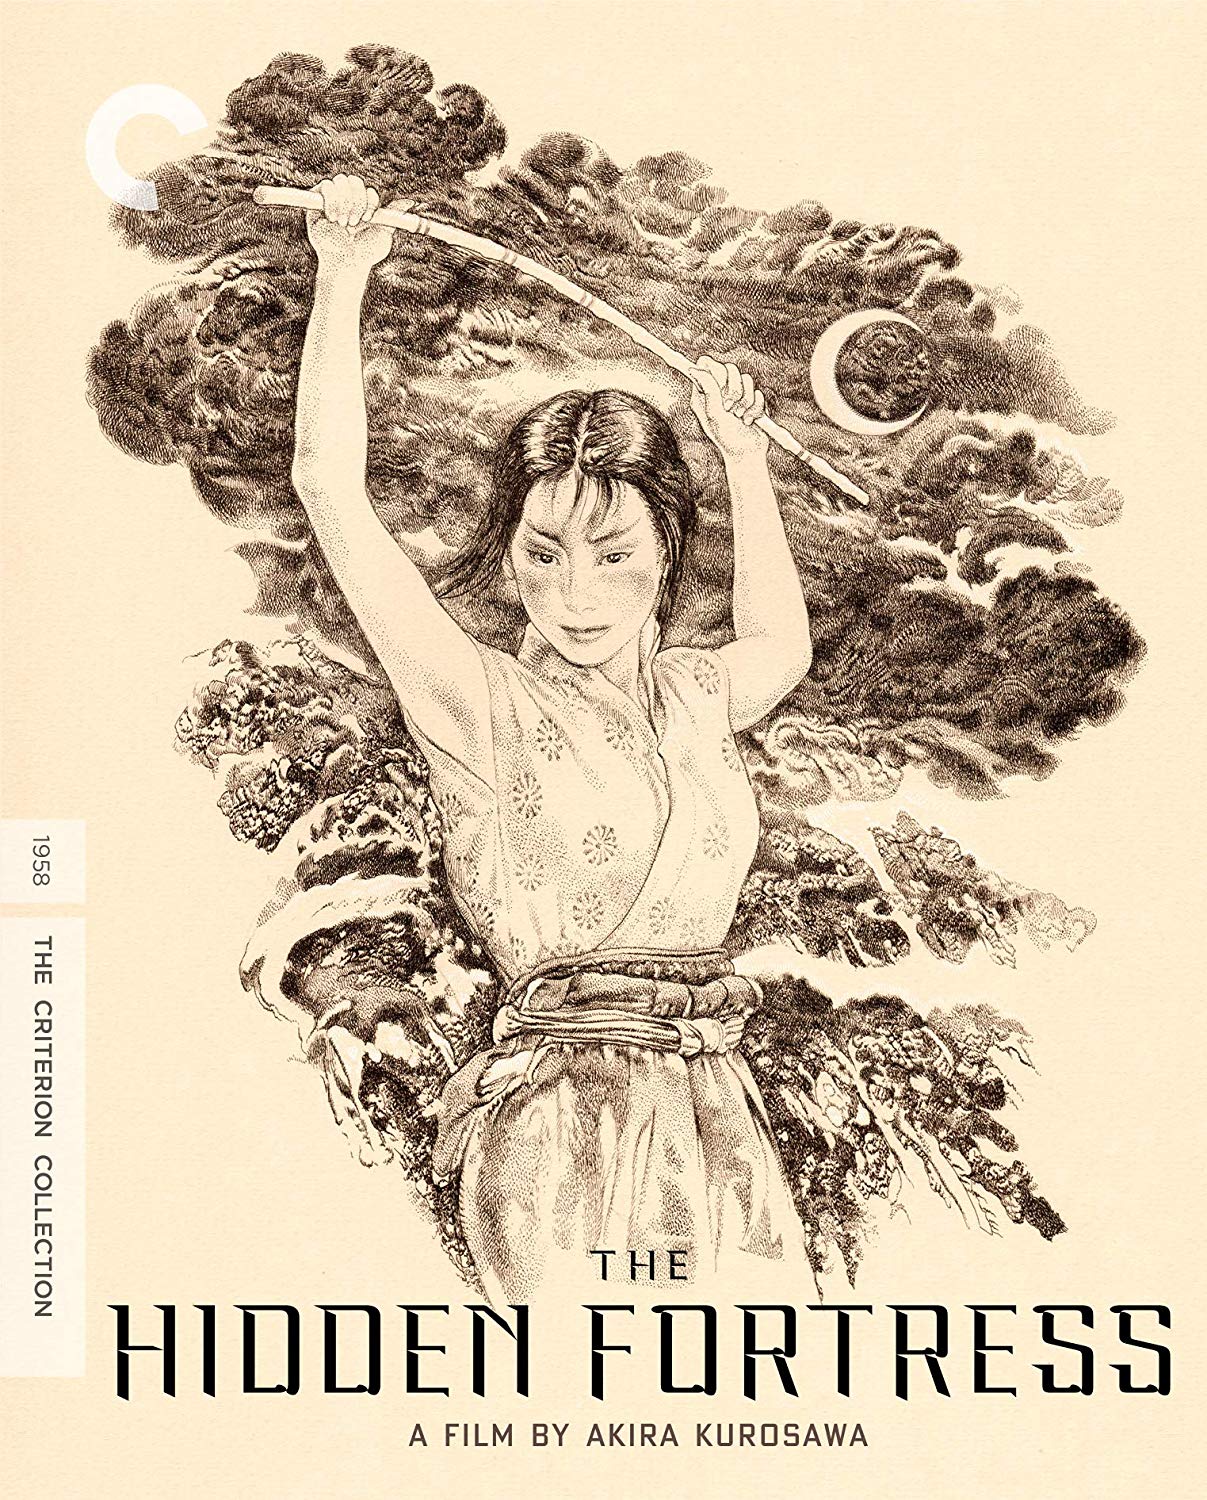 1958
THE CRITERION COLLECTION
THE
HIDDEN FORTRESS
A FILM BY AKIRA KUROSAWA